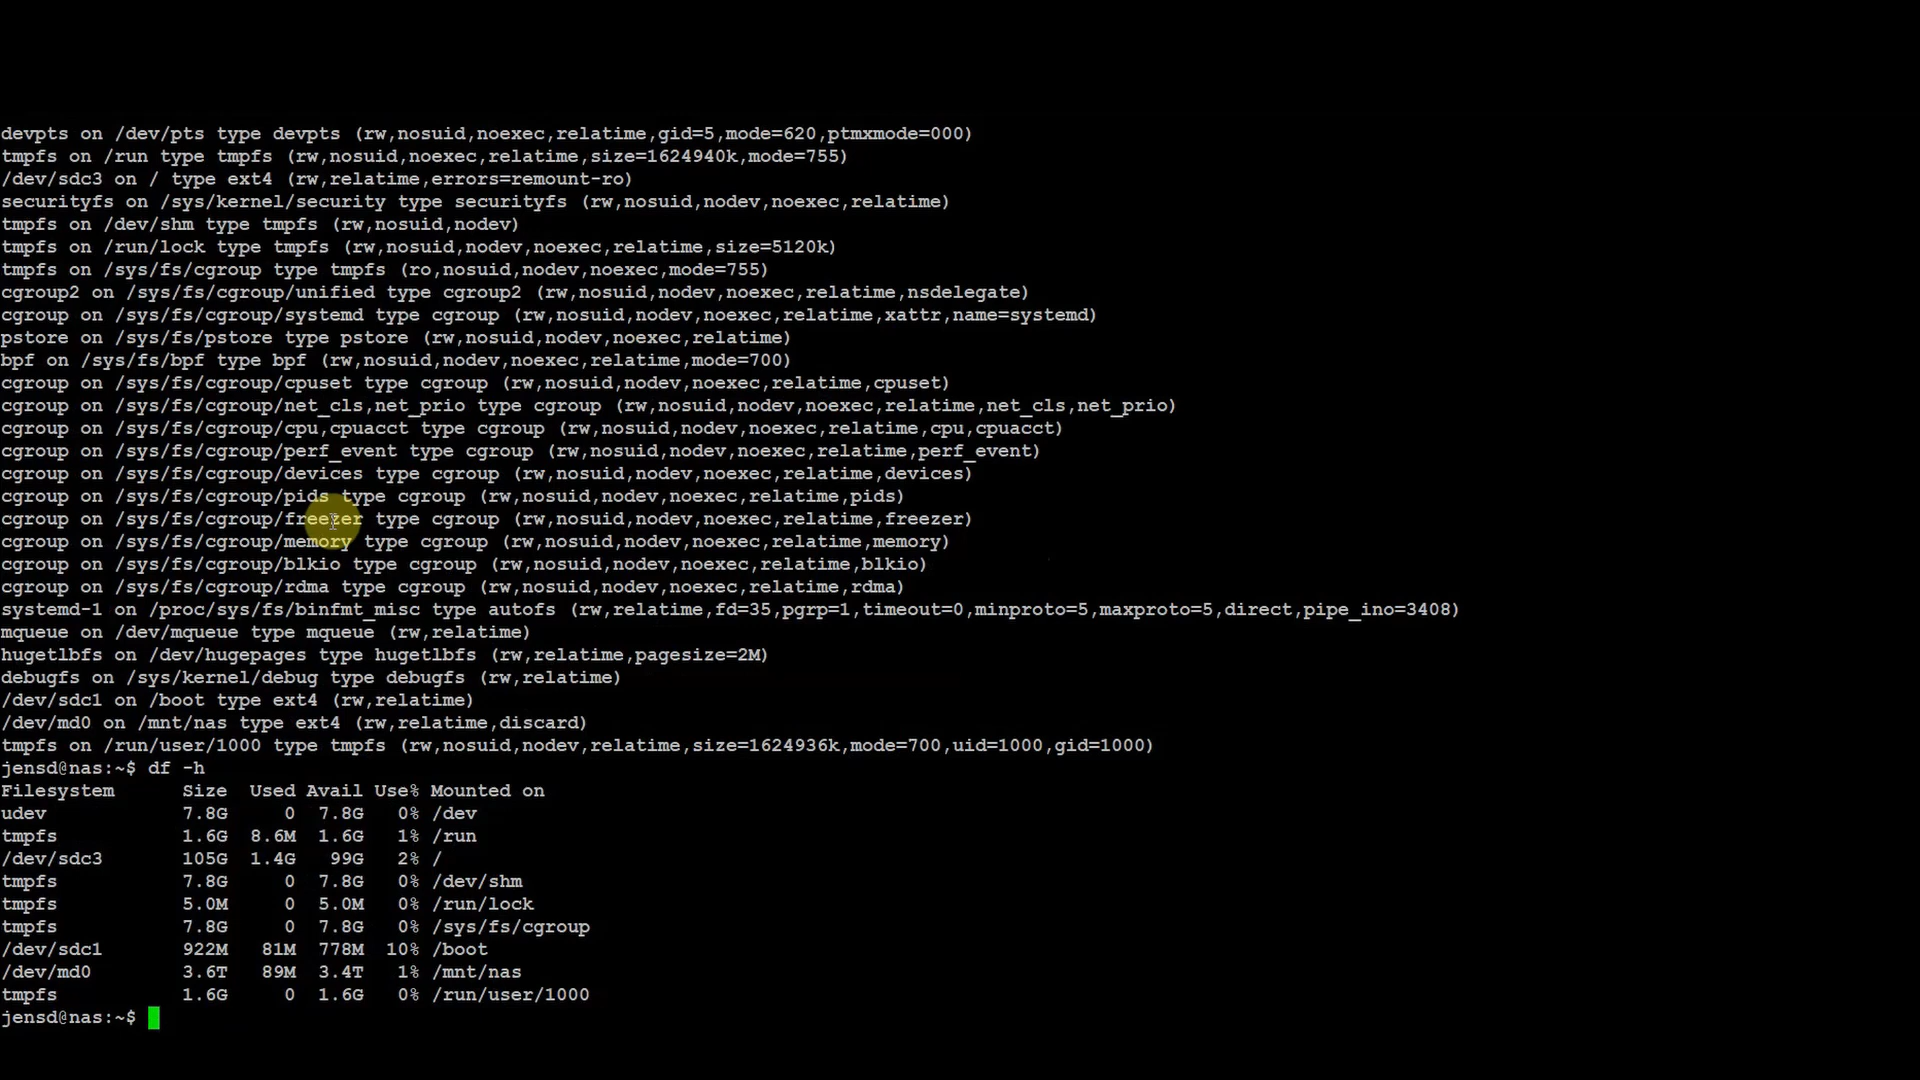 devpts on /dev/pts type devpts (rw,nosuid,noexec,relatime,gid=5,mode=620,ptmxmode=000)
tmpfs on /run type tmpfs (rw,nosuid,noexec,relatime,size=1624940k,mode=755)
/dev/sdc3 on / type ext4 (rw,relatime,errors=remount-ro)
securityfs on /sys/kernel/security type securityfs (rw,nosuid,nodev,noexec,relatime)
tmpfs on /dev/shm type tmpfs (rw,nosuid,nodev)
tmpfs on /run/lock type tmpfs (rw,nosuid,nodev,noexec,relatime,size=5120k)
tmpfs on /sys/fs/cgroup type tmpfs (ro,nosuid,nodev,noexec,mode=755)
cgroup2 on /sys/fs/cgroup/unified type cgroup2 (rw,nosuid,nodev,noexec,relatime,nsdelegate)
cgroup on /sys/fs/cgroup/systemd type cgroup (rw,nosuid,nodev,noexec,relatime,xattr,name=systemd)
pstore on /sys/fs/pstore type pstore (rw,nosuid,nodev,noexec,relatime)
bpf on /sys/fs/bpf type bpf (rw,nosuid,nodev,noexec,relatime,mode=700)
cgroup on /sys/fs/cgroup/cpuset type cgroup (rw,nosuid,nodev,noexec,relatime,cpuset)
cgroup on /sys/fs/cgroup/net_cls,net_prio type cgroup (rw,nosuid,nodev,noexec,relatime,net_cls,net_prio)
cgroup on /sys/fs/cgroup/cpu,cpuacct type cgroup (rw,nosuid,nodev,noexec,relatime,cpu,cpuacct)
cgroup on /sys/fs/cgroup/perf_event type cgroup (rw,nosuid,nodev,noexec,relatime,perf_event)
cgroup on /sys/fs/cgroup/devices type cgroup (rw,nosuid,nodev,noexec,relatime,devices)
cgroup on /sys/fs/cgroup/pids type cgroup (rw,nosuid,nodev,noexec,relatime,pids)
cgroup on /sys/fs/cgroup/freezer type cgroup (rw,nosuid,nodev,noexec,relatime,freezer)
cgroup on /sys/fs/cgroup/memory type cgroup (rw,nosuid,nodev,noexec,relatime,memory)
cgroup on /sys/fs/cgroup/blkio type cgroup (rw,nosuid,nodev,noexec,relatime,blkio)
cgroup on /sys/fs/cgroup/rdma type cgroup (rw,nosuid,nodev,noexec,relatime,rdma)
systemd-1 on /proc/sys/fs/binfmt_misc type autofs (rw,relatime,fd=35,pgrp=1,timeout=0,minproto=5,maxproto=5,direct,pipe_ino=3408)
mqueue on /dev/mqueue type mqueue (rw,relatime)
hugetlbfs on /dev/hugepages type hugetlbfs (rw,relatime,pagesize=2M)
debugfs on /sys/kernel/debug type debugfs (rw,relatime)
/dev/sdc1 on /boot type ext4 (rw,relatime)
/dev/md0 on /mnt/nas type ext4 (rw,relatime,discard)
tmpfs on /run/user/1000 type tmpfs (rw,nosuid,nodev,relatime,size=1624936k,mode=700,uid=1000,gid=1000)
jensd@nas:~$ df -h
Filesystem      Size  Used Avail Use% Mounted on
udev            7.8G     0  7.8G   0% /dev
tmpfs           1.6G  8.6M  1.6G   1% /run
/dev/sdc3       105G  1.4G   99G   2% /
tmpfs           7.8G     0  7.8G   0% /dev/shm
tmpfs           5.0M     0  5.0M   0% /run/lock
tmpfs           7.8G     0  7.8G   0% /sys/fs/cgroup
/dev/sdc1       922M   81M  778M  10% /boot
/dev/md0        3.6T   89M  3.4T   1% /mnt/nas
tmpfs           1.6G     0  1.6G   0% /run/user/1000
jensd@nas:~$